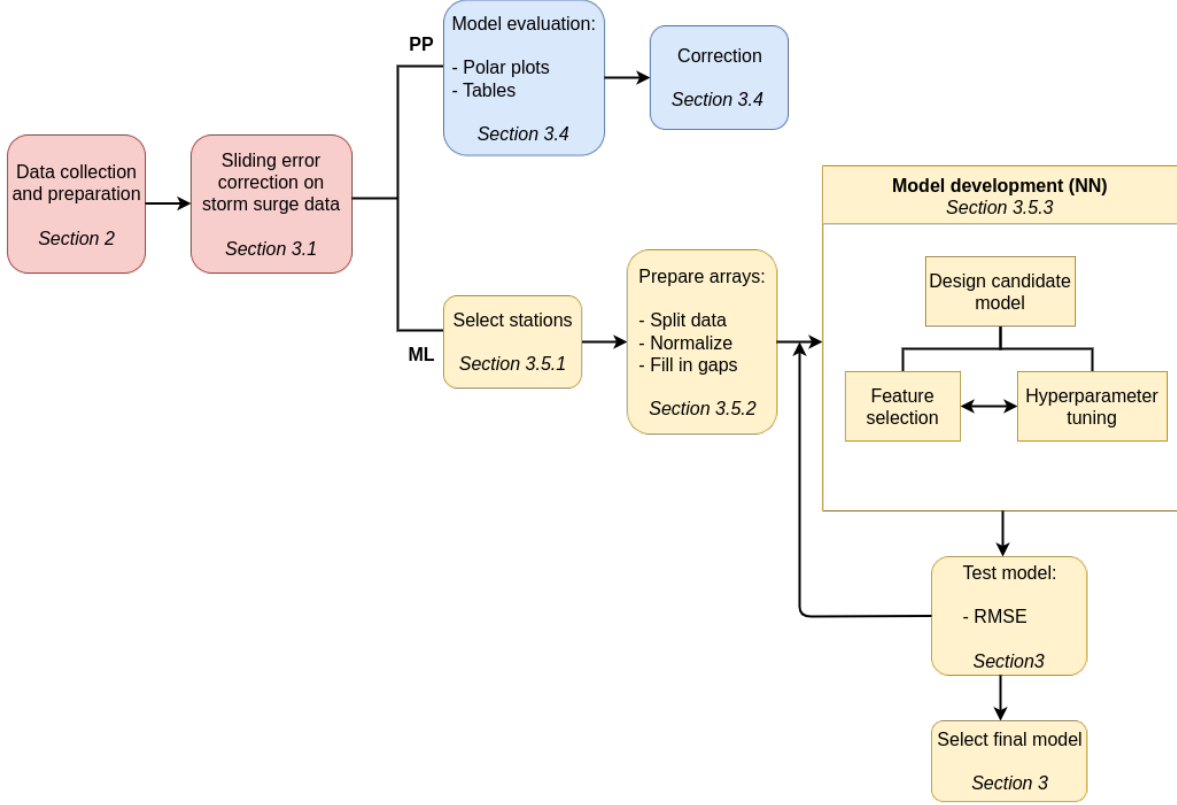 Data collection
and preparation
Section 2
Sliding error
correction on
storm surge data
Section 3.1
PP
Model evaluation:
- Polar plots
- Tables
Section 3.4
Correction
Section 3.4
ML
Select stations
Section 3.5.1
Prepare arrays:
- Split data
- Normalize
- Fill in gaps
Section 3.5.2
Model development (NN)
Section 3.5.3
Design candidate
model
Feature
selection
Hyperparameter
tuning
Test model:
- RMSE
Section3
Select final model
Section 3